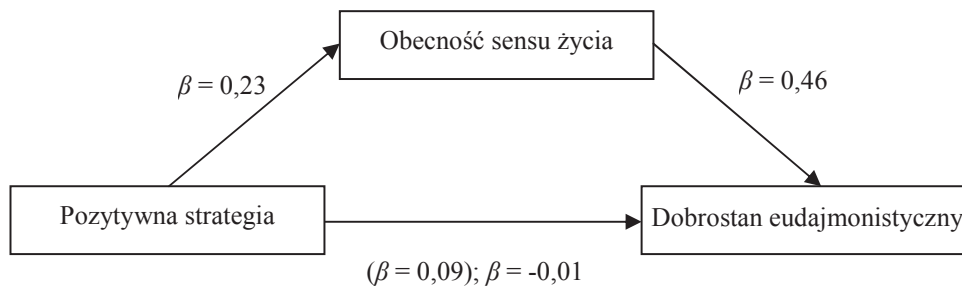 Obecność sensu życia
β = 0,23
β = 0,46
Pozytywna strategia
Dobrostan eudajmonistyczny
(β = 0,09); β = -0,01